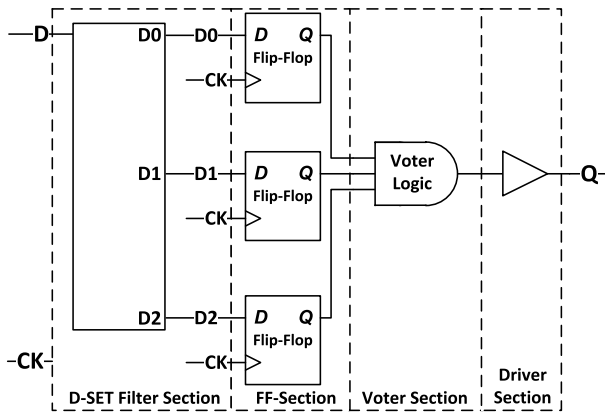 D
D0
D0
D Q
Flip-Flop
CK
D1
D1
D Q
Flip-Flop
CK
Voter
Logic
Q
D2
D2
D Q
Flip-Flop
CK
CK
D-SET Filter Section
FF-Section
Voter Section
Driver
Section